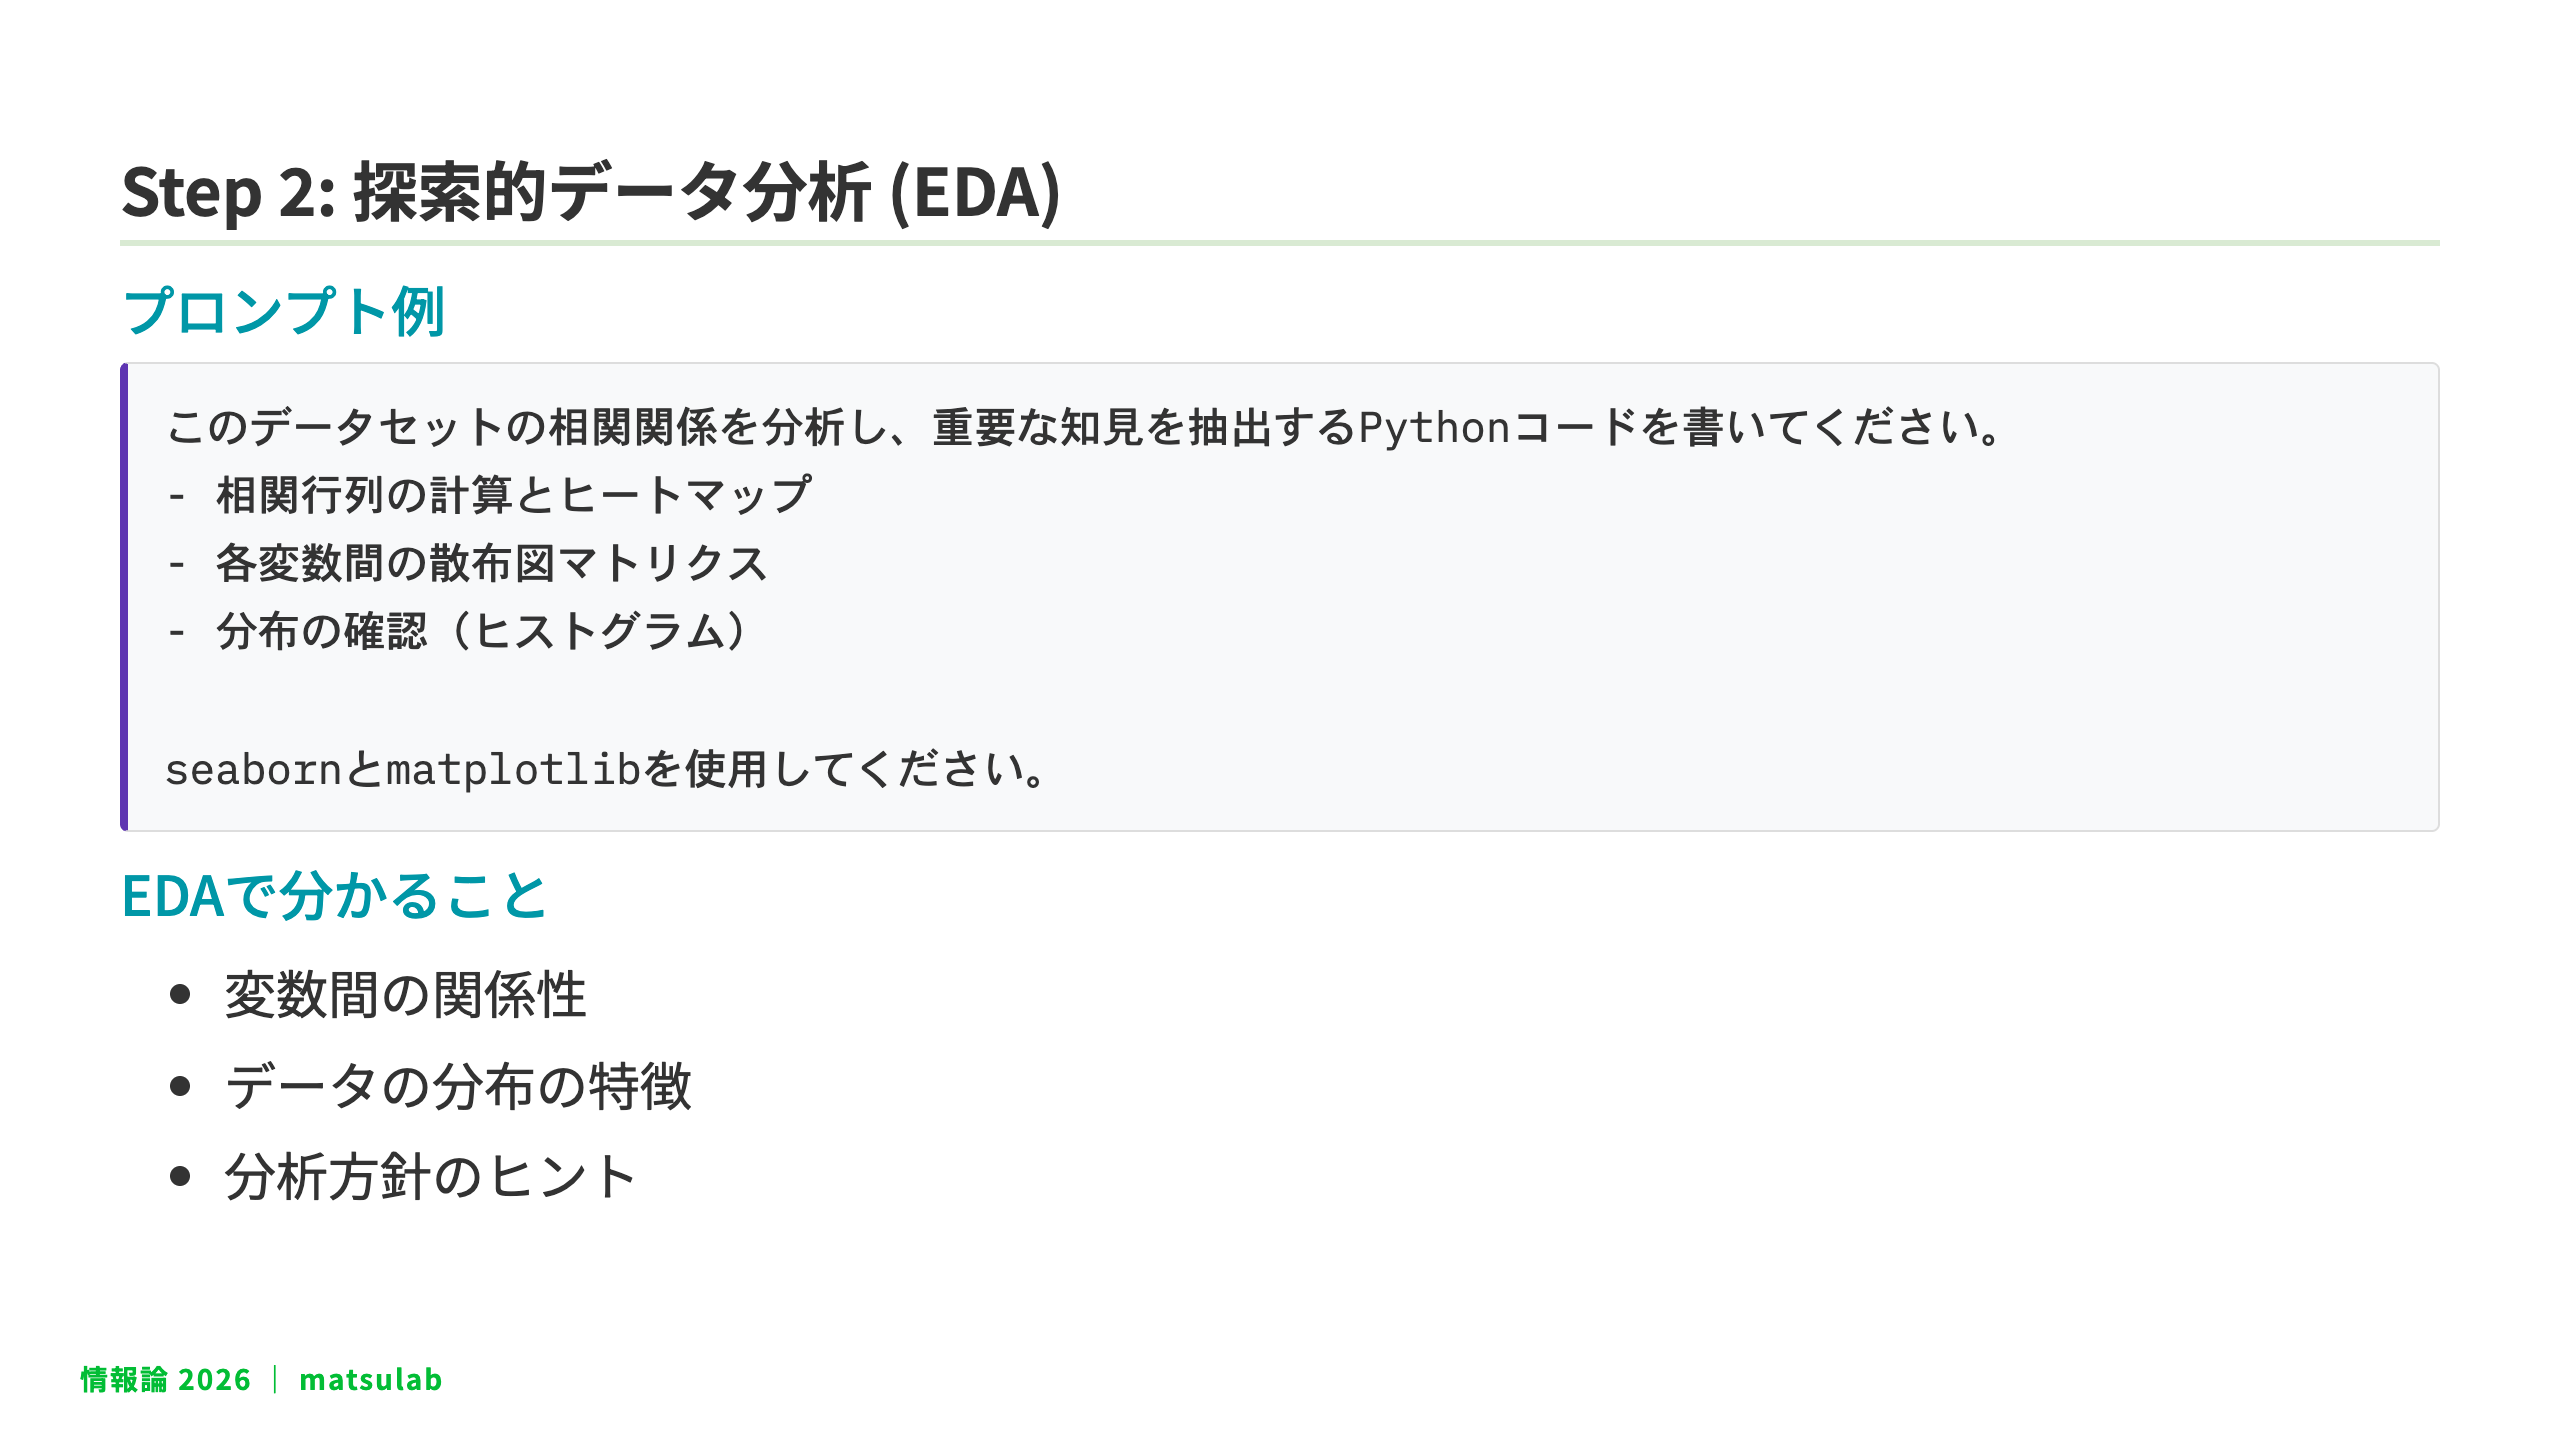 Step 2: 探索的データ分析 (EDA)
プロンプト例
このデータセットの相関関係を分析し、重要な知見を抽出するPythonコードを書いてください。
- 相関行列の計算とヒートマップ
- 各変数間の散布図マトリクス
- 分布の確認（ヒストグラム）
seabornとmatplotlibを使用してください。
EDAで分かること
• 変数間の関係性
• データの分布の特徴
• 分析方針のヒント
情報論 2026 ｜ matsulab